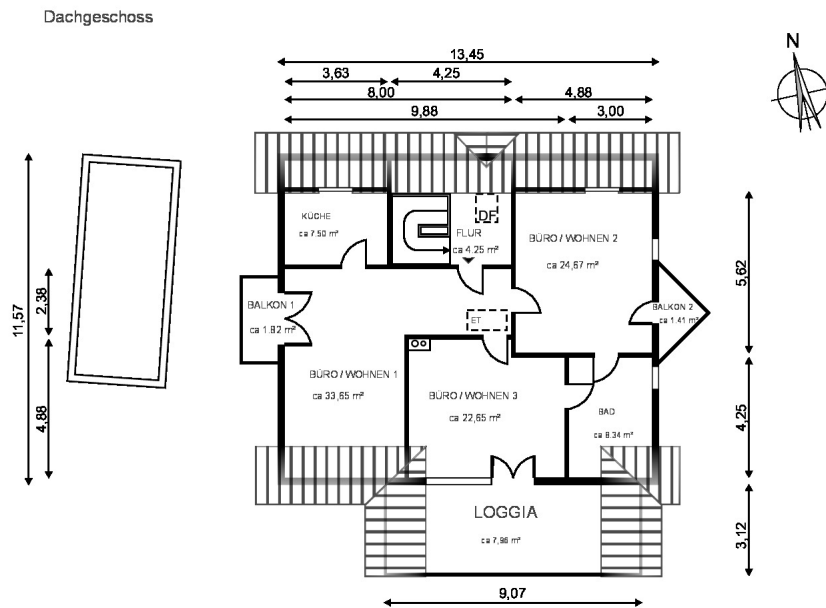 Dachgeschoss
N
13,45
3,63
4,25
8,00
4,88
9,88
3,00
11,57
2,38
4,88
KÜCHE
ca 7.50 m²
DF
FLUR
ca 4.25 m²
BÜRO / WOHNEN 2
ca 24,67 m²
5,62
BALKON 1
ca 1.82 m²
ET
BALKON 2
ca 1.41 m²
BÜRO / WOHNEN 1
ca 33,65 m²
BÜRO / WOHNEN 3
ca 22,65 m²
BAD
ca 8.34 m²
4,25
LOGGIA
ca 7,96 m²
3,12
9,07